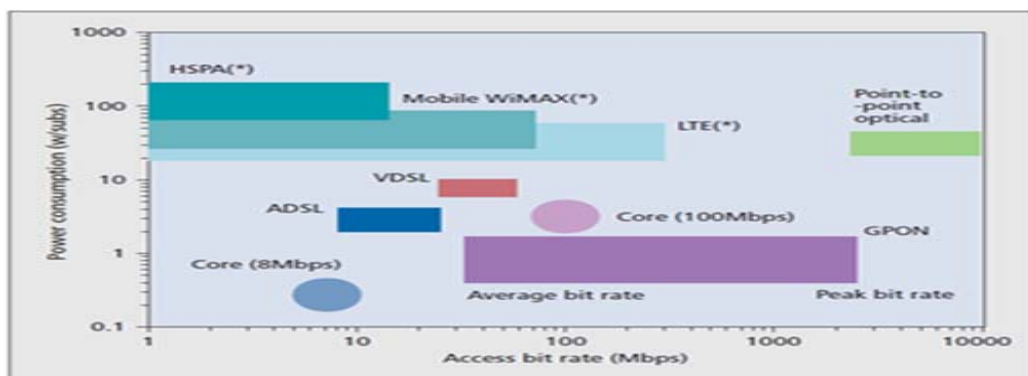 1000
100
10
1
0.1
Power consumption (w/subs)
HSPA(*)
Mobile WiMAX(*)
LTE(*)
Point-to
-point
optical
VDSL
ADSL
Core (100Mbps)
GPON
Core (8Mbps)
Average bit rate
Peak bit rate
1
10
100
1000
10000
Access bit rate (Mbps)